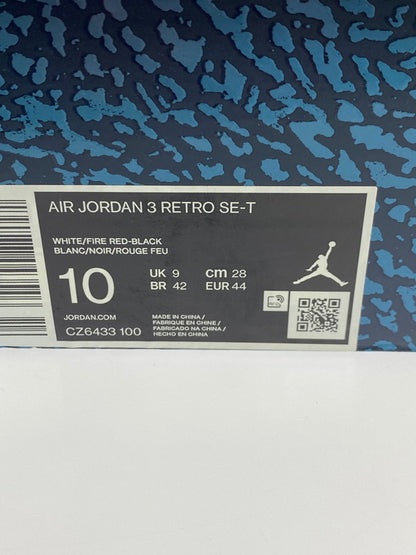 AIR JORDAN 3 RETRO SE-T
WHITE/FIRE RED-BLACK
BLANC/NOIR/ROUGE FEU
10
UK 9 cm 28
BR 42 EUR 44
JORDAN.COM
CZ6433 100
MADE IN CHINA /
FABRIQUE EN CHINE /
FABRICADO NA CHINA /
HECHO EN CHINA